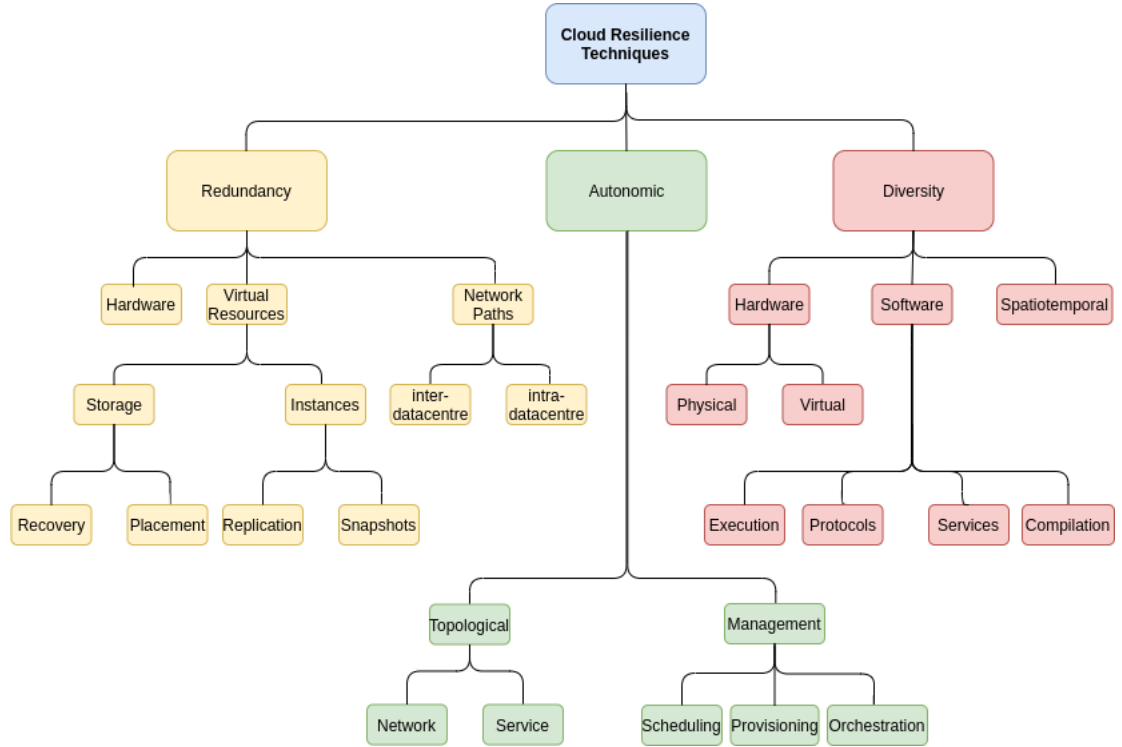 Cloud Resilience
Techniques
Redundancy
Autonomic
Diversity
Hardware
Virtual
Resources
Network
Paths
Hardware
Software
Spatiotemporal
Storage
Instances
inter-
datacentre
intra-
datacentre
Physical
Virtual
Recovery
Placement
Replication
Snapshots
Execution
Protocols
Services
Compilation
Topological
Management
Network
Service
Scheduling
Provisioning
Orchestration